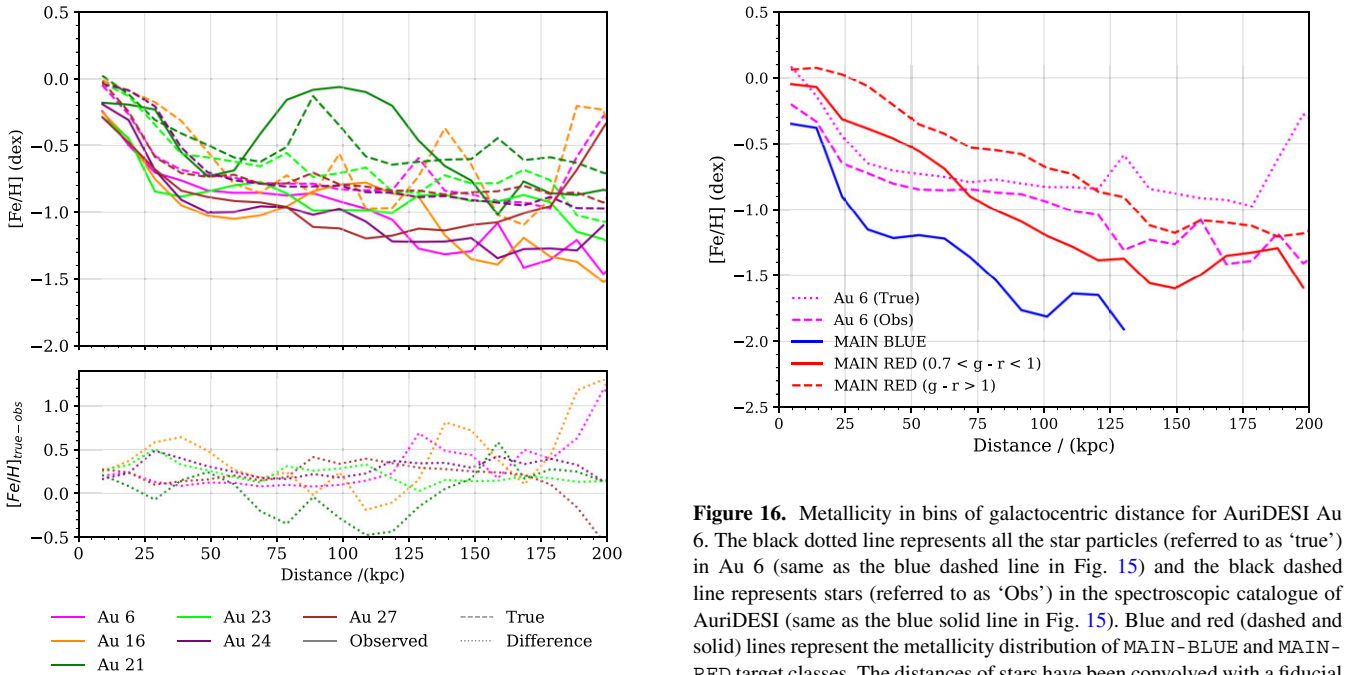 0.5
0.0
−0.5
−1.0
−1.5
−2.0
[Fe/H] (dex)
0 25 50 75 100 125 150 175 200
1.0
0.5
0.0
−0.5
[Fe/H]true−obs
0 25 50 75 100 125 150 175 200
Distance /(kpc)
Au 6
Au 16
Au 21
Au 23
Au 24
Au 27
Observed
True
Difference
0.5
0.0
−0.5
−1.0
−1.5
−2.0
−2.5
[Fe/H] (dex)
Au 6 (True)
Au 6 (Obs)
MAIN BLUE
MAIN RED (0.7 < g - r < 1)
MAIN RED (g - r > 1)
0 25 50 75 100 125 150 175 200
Distance / (kpc)
Figure 16. Metallicity in bins of galactocentric distance for AuriDESI Au
6. The black dotted line represents all the star particles (referred to as ‘true’)
in Au 6 (same as the blue dashed line in Fig. 15) and the black dashed
line represents stars (referred to as ‘Obs’) in the spectroscopic catalogue of
AuriDESI (same as the blue solid line in Fig. 15). Blue and red (dashed and
solid) lines represent the metallicity distribution of MAIN-BLUE and MAIN-
RED target classes. The distances of stars have been convolved with a fiducial